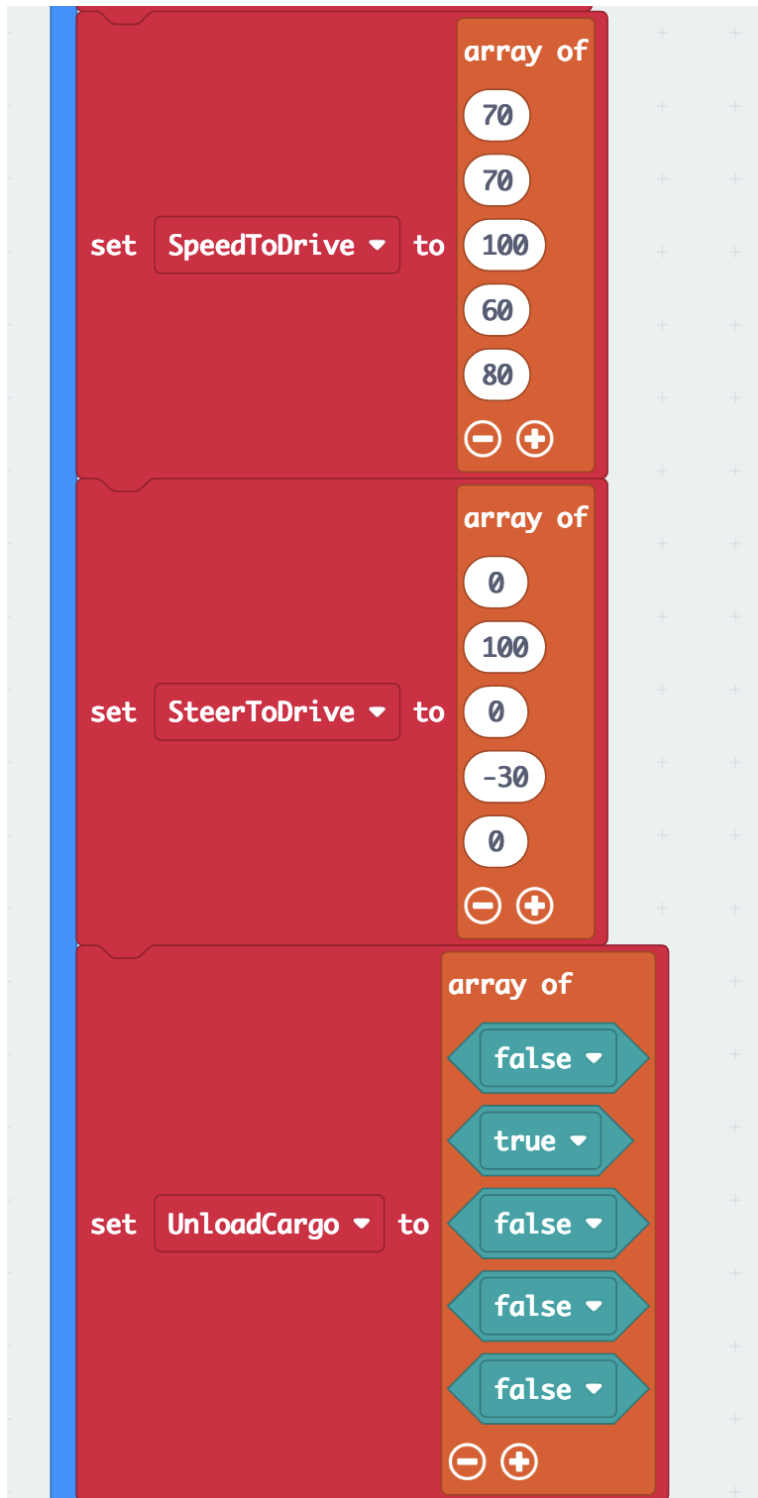 array of
70
70
set SpeedToDrive to 100
60
80
array of
0
100
set SteerToDrive to 0
-30
0
array of
false
true
set UnloadCargo to false
false
false